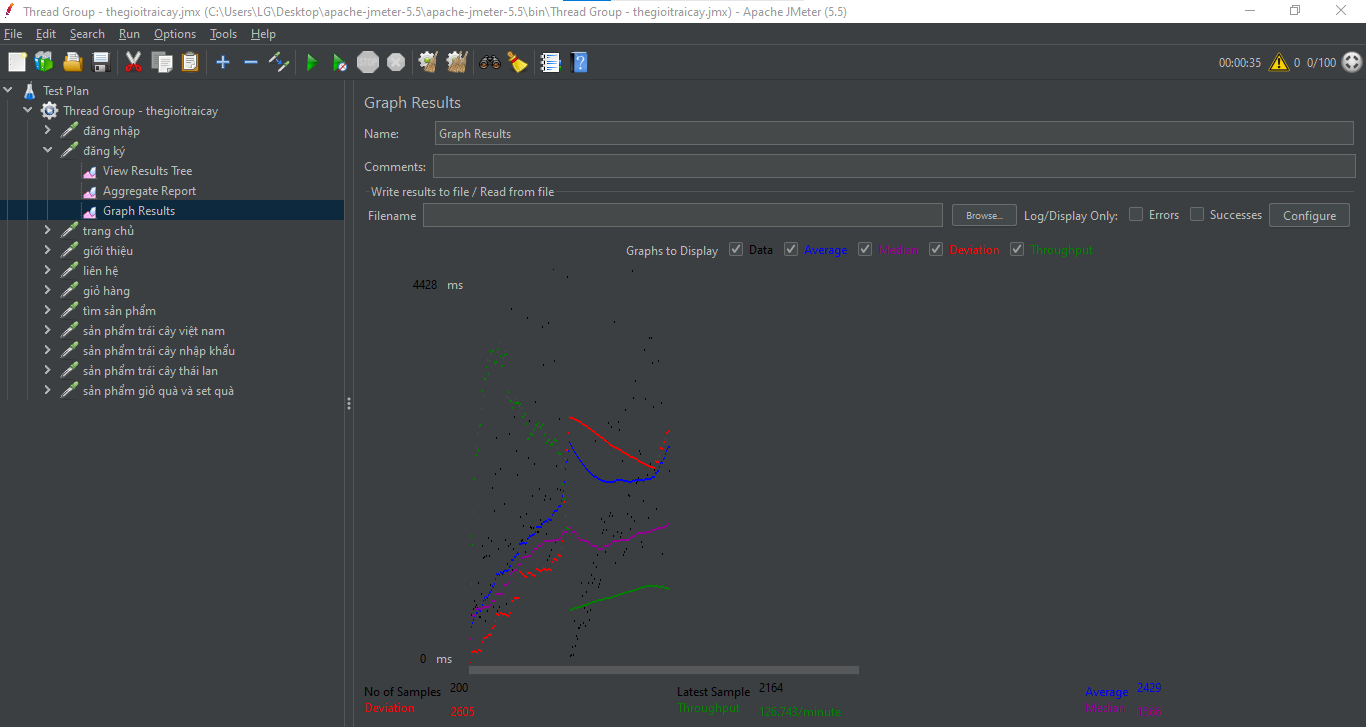 Thread Group - thegioitraicay.jmx (C:\Users\LG\Desktop\apache-jmeter-5.5\apache-jmeter-5.5\bin\Thread Group - thegioitraicay.jmx) - Apache JMeter (5.5)
File Edit Search Run Options Tools Help
STOP 00:00:35 0 0/100
Test Plan
Thread Group - thegioitraicay
đăng nhập
đăng ký
View Results Tree
Aggregate Report
Graph Results
trang chủ
giới thiệu
liên hệ
giỏ hàng
tìm sản phẩm
sản phẩm trái cây việt nam
sản phẩm trái cây nhập khẩu
sản phẩm trái cây thái lan
sản phẩm giỏ quà và set quà
Graph Results
Name: Graph Results
Comments:
Write results to file / Read from file
Filename Browse... Log/Display Only: Errors Successes Configure
Graphs to Display Data Average Median Deviation Throughput
4428 ms
0 ms
No of Samples 200 Latest Sample 2164 Average 2429
Deviation 2605 Throughput 126.743/minute Median